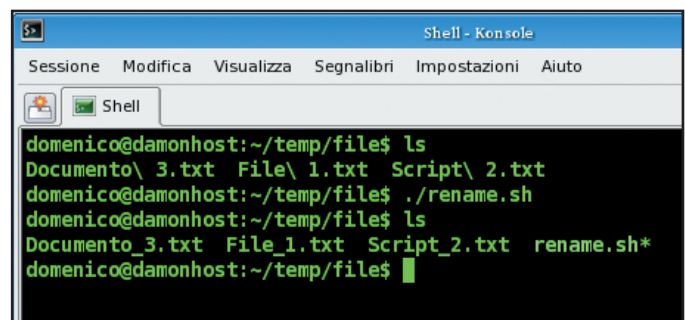 Shell - Konsole
Sessione Modifica Visualizza Segnalibri Impostazioni Aiuto
Shell
domenico@damonhost:~/temp/file$ ls
Documento\ 3.txt File\ 1.txt Script\ 2.txt
domenico@damonhost:~/temp/file$ ./rename.sh
domenico@damonhost:~/temp/file$ ls
Documento_3.txt File_1.txt Script_2.txt rename.sh*
domenico@damonhost:~/temp/file$